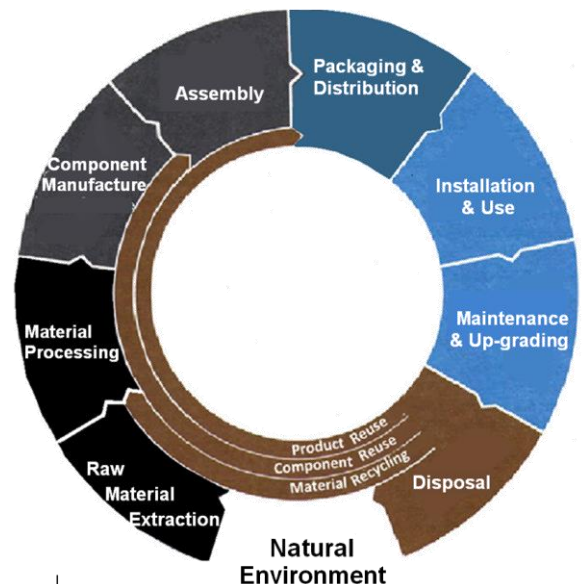 Packaging &
Distribution
Assembly
Component
Manufacture
Installation
& Use
Material
Processing
Maintenance
& Up-grading
Product Reuse
Component Reuse
Material Recycling
Raw
Material
Extraction
Disposal
Natural
Environment